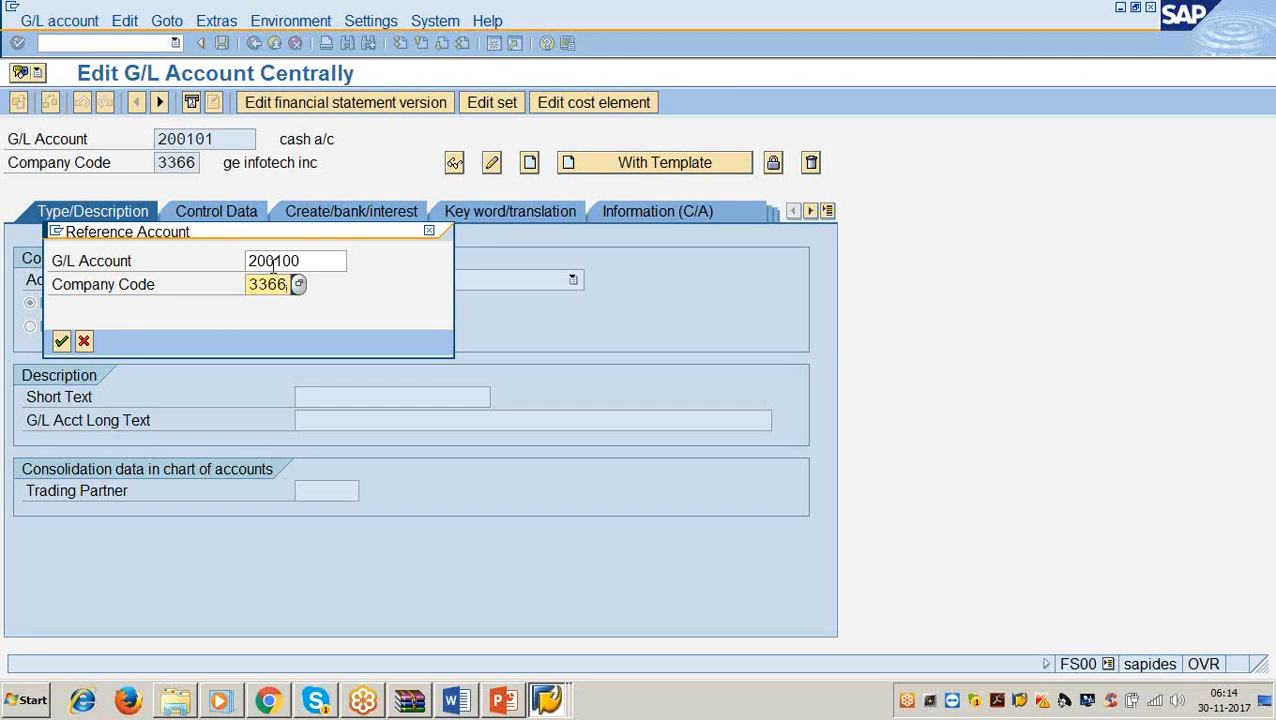 G/L account Edit Goto Extras Environment Settings System Help
SAP
Edit G/L Account Centrally
Edit financial statement version Edit set Edit cost element
G/L Account 200101 cash a/c
Company Code 3366 ge infotech inc With Template
Type/Description Control Data Create/bank/interest Key word/translation Information (C/A)
Reference Account
G/L Account 200100
Company Code 3366
Description
Short Text
G/L Acct Long Text
Consolidation data in chart of accounts
Trading Partner
FS00 sapides OVR
Start 06:14
30-11-2017